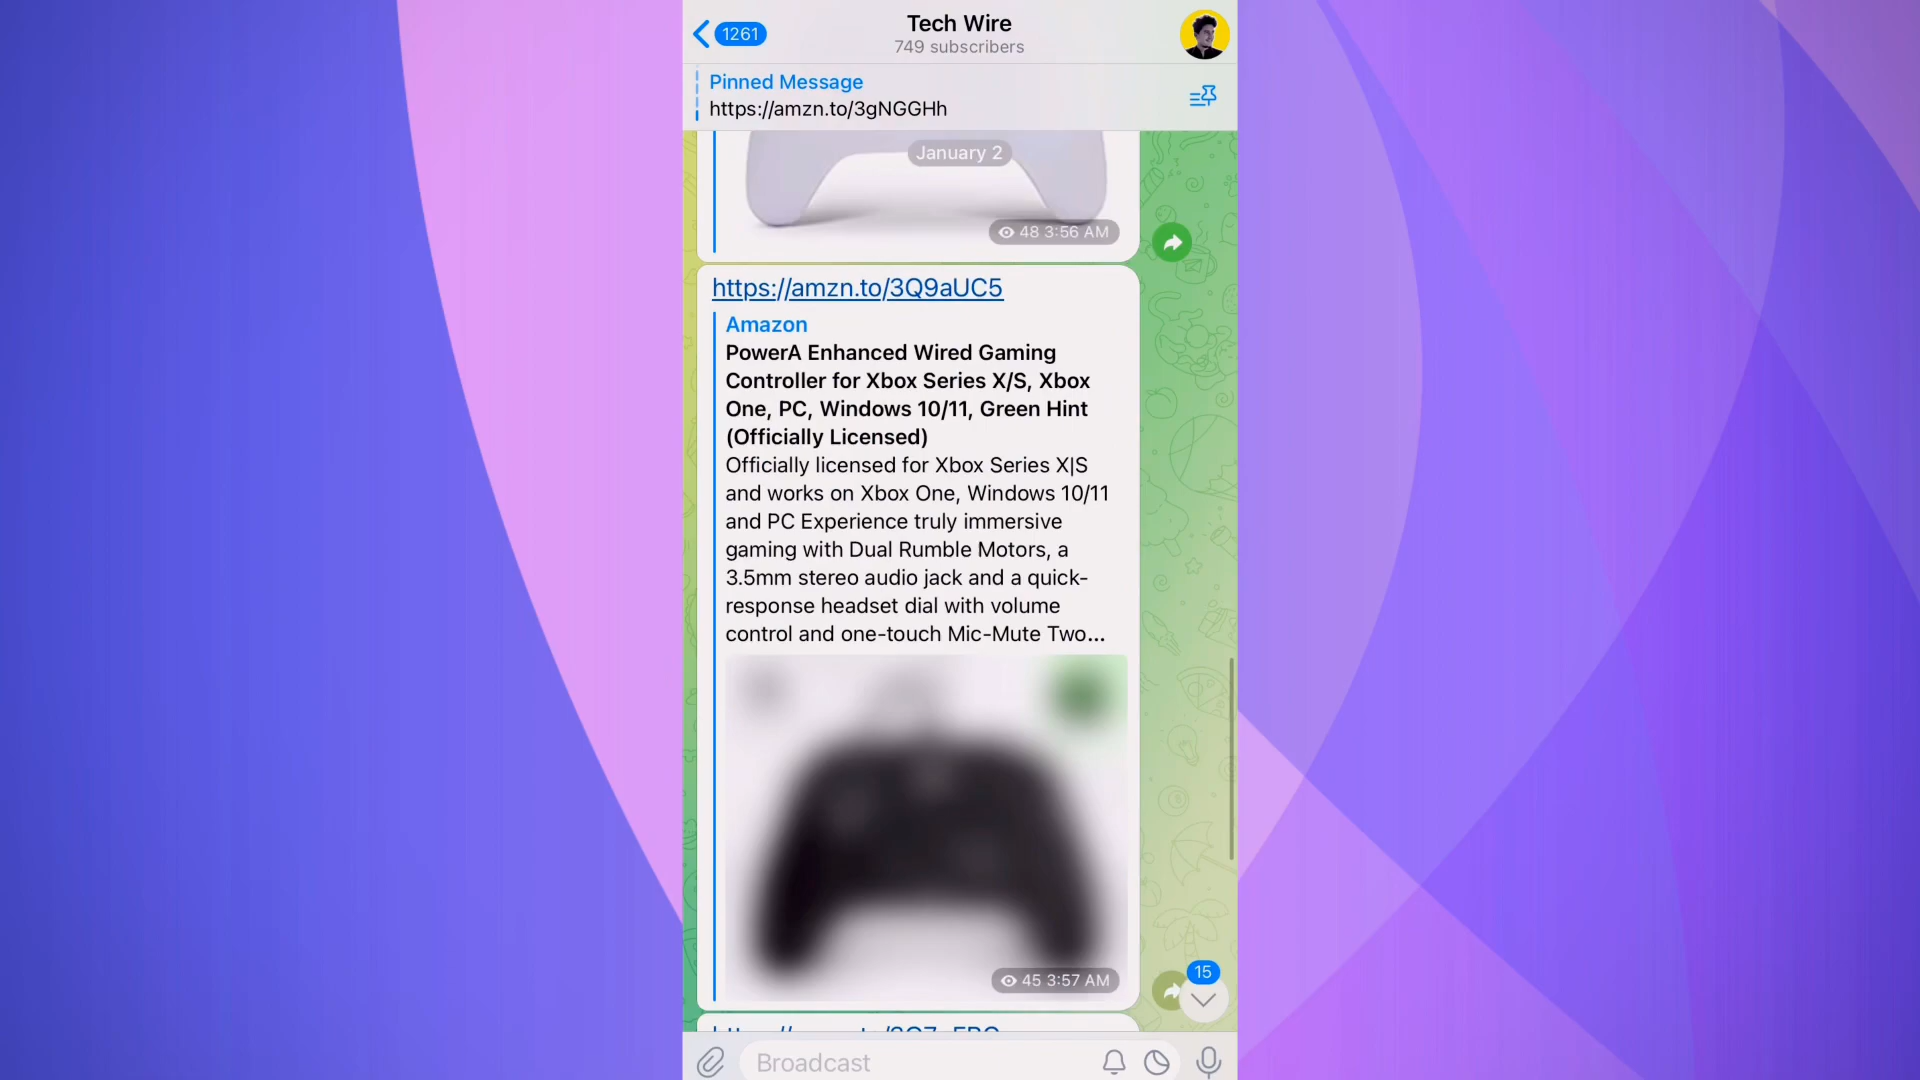 1261
Tech Wire
749 subscribers
Pinned Message
https://amzn.to/3gNGGHh
January 2
48 3:56 AM
https://amzn.to/3Q9aUC5
Amazon
PowerA Enhanced Wired Gaming
Controller for Xbox Series X/S, Xbox
One, PC, Windows 10/11, Green Hint
(Officially Licensed)
Officially licensed for Xbox Series X|S
and works on Xbox One, Windows 10/11
and PC Experience truly immersive
gaming with Dual Rumble Motors, a
3.5mm stereo audio jack and a quick-
response headset dial with volume
control and one-touch Mic-Mute Two...
45 3:57 AM
15
Broadcast